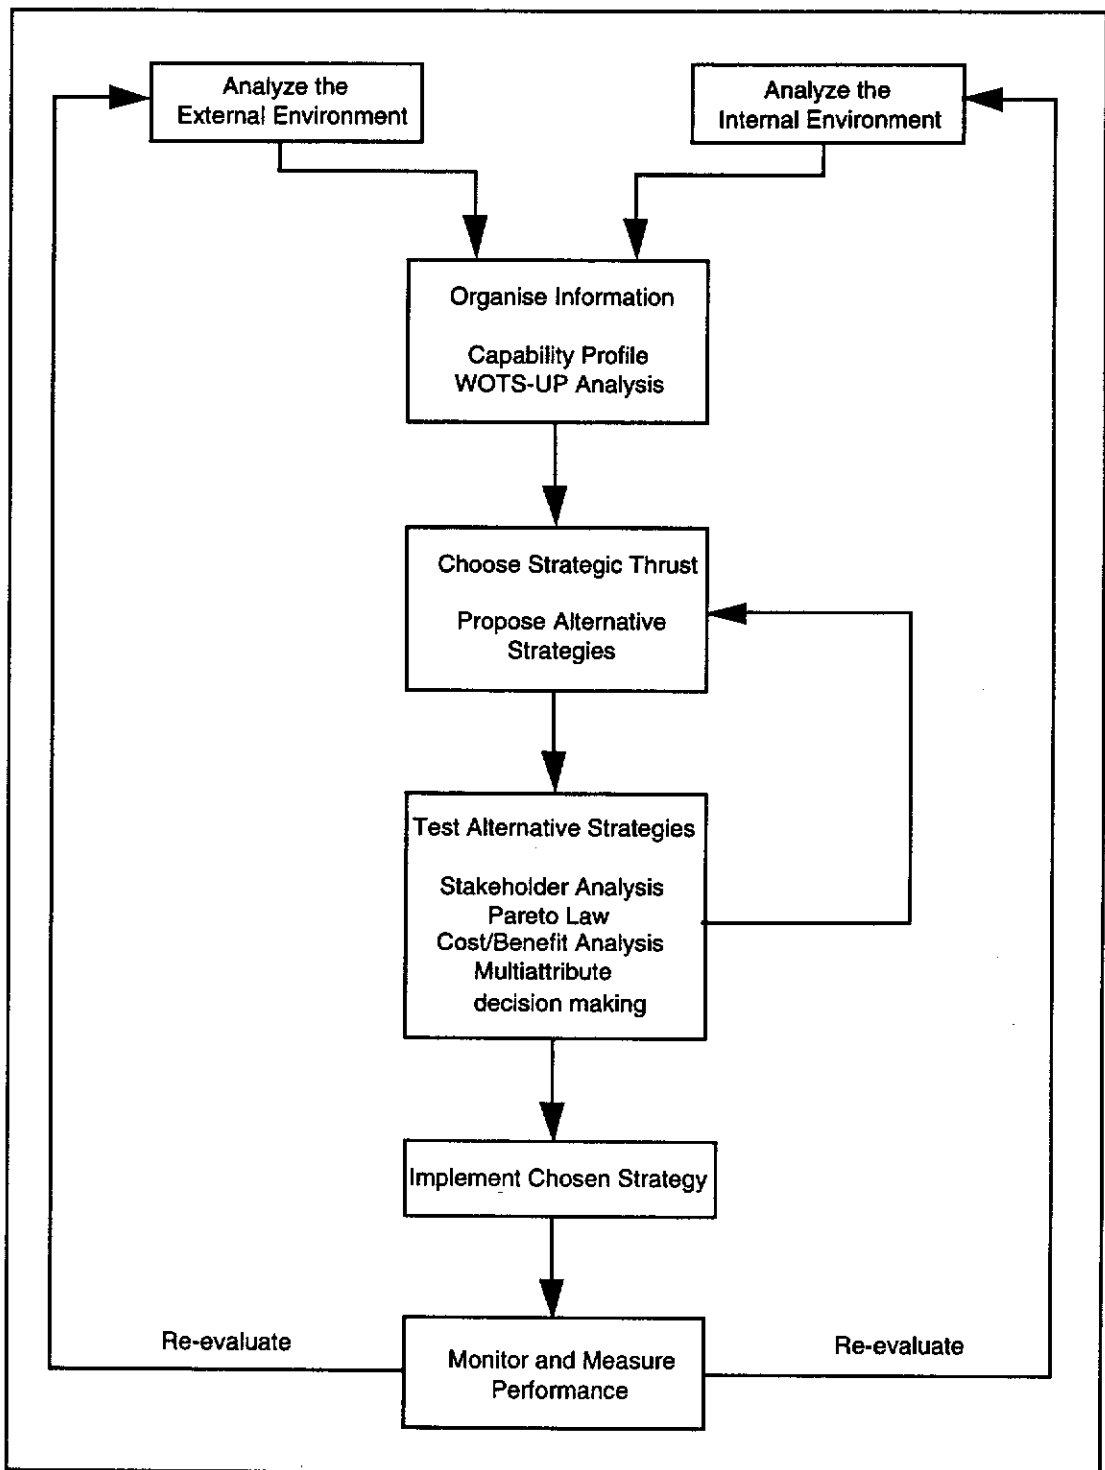 Analyze the
External Environment
Analyze the
Internal Environment
Organise Information
Capability Profile
WOTS-UP Analysis
Choose Strategic Thrust
Propose Alternative
Strategies
Test Alternative Strategies
Stakeholder Analysis
Pareto Law
Cost/Benefit Analysis
Multiattribute
decision making
Implement Chosen Strategy
Re-evaluate
Re-evaluate
Monitor and Measure
Performance